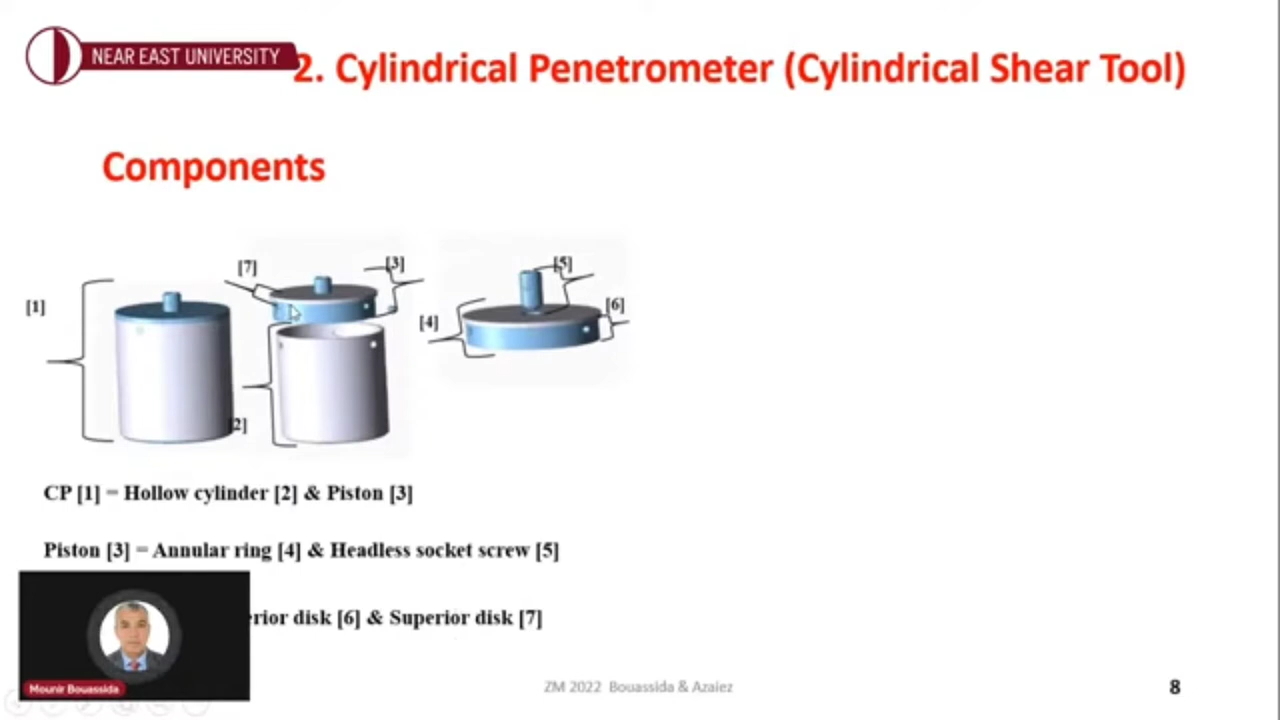 NEAR EAST UNIVERSITY
2. Cylindrical Penetrometer (Cylindrical Shear Tool)
Components
[7]
[3]
[5]
[1]
[4]
[6]
[2]
CP [1] = Hollow cylinder [2] & Piston [3]
Piston [3] = Annular ring [4] & Headless socket screw [5]
disk [6] & Superior disk [7]
Mounir Bouassida
ZM 2022 Bouassida & Azaiez
8